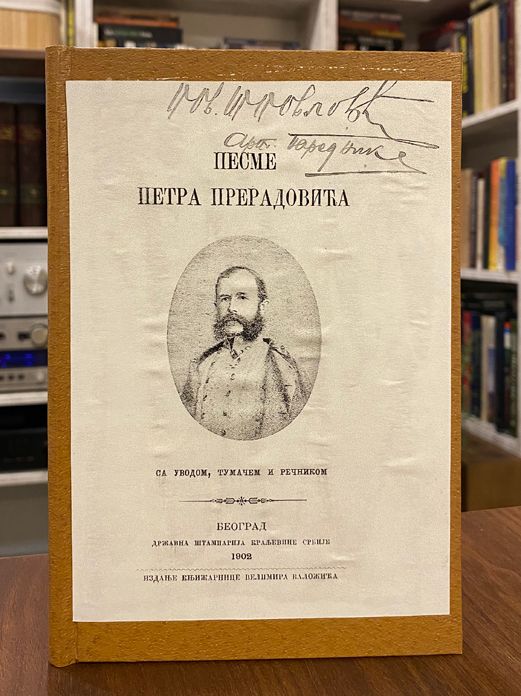 ПЕСМЕ
ПЕТРА ПРЕРАДОВИЋА
СА УВОДОМ, ТУМАЧЕМ И РЕЧНИКОМ
БЕОГРАД
ДРЖАВНА ШТАМПАРИЈА КРАЉЕВИНЕ СРБИЈЕ
1902
ИЗДАЊЕ КЊИЖАРНИЦЕ ВЕЛИМИРА ВАЛОЖИЋА